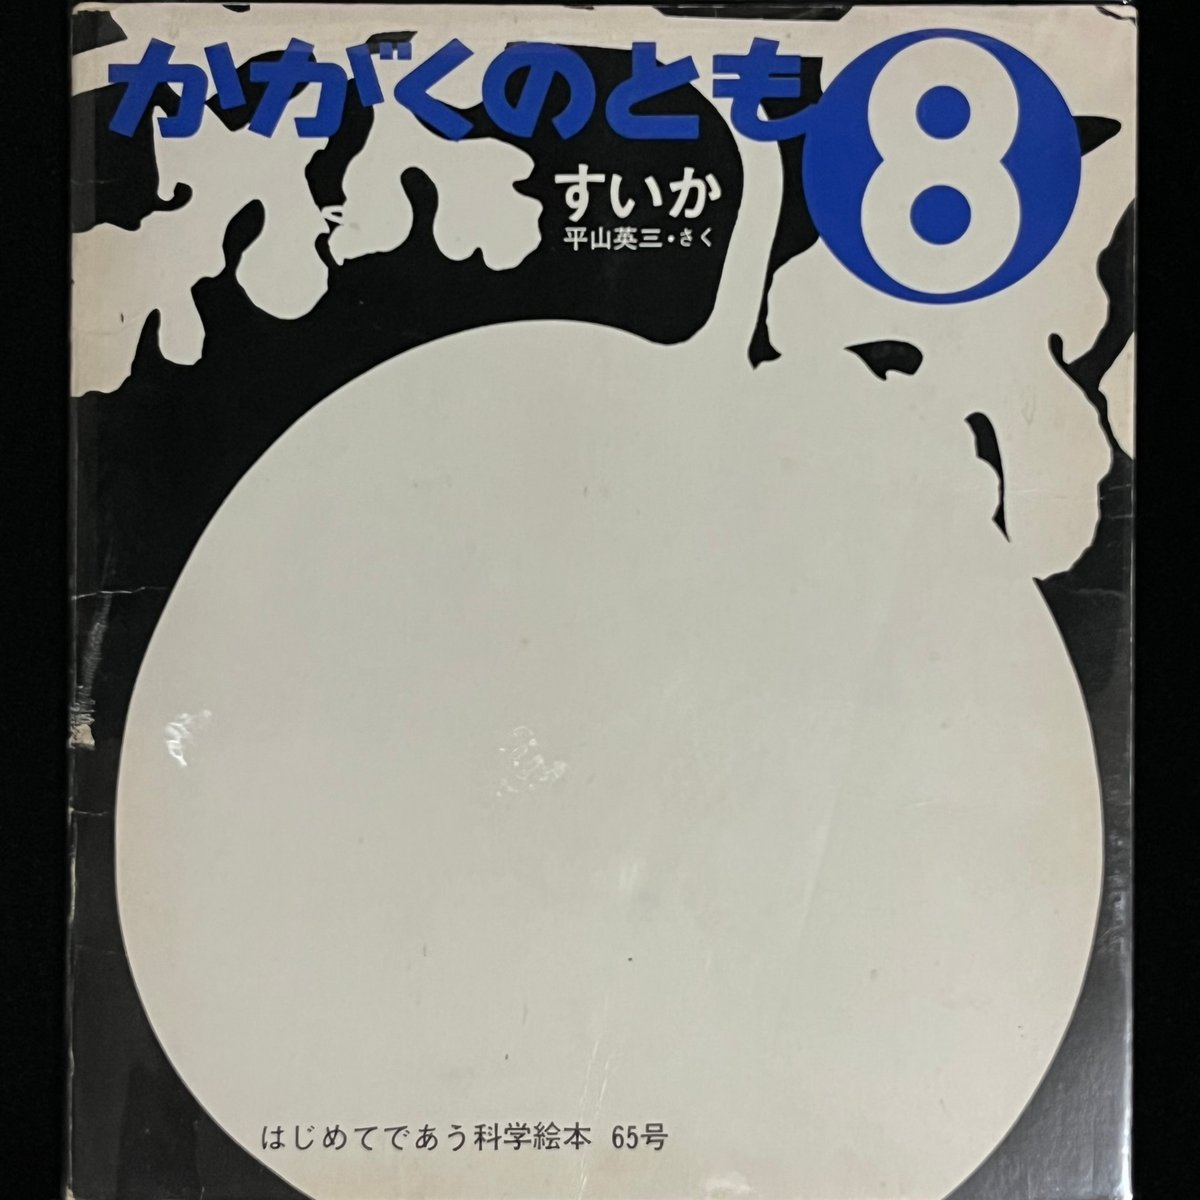 かがくのとも 8
すいか
平山英三・さく
はじめてであう科学絵本 65号